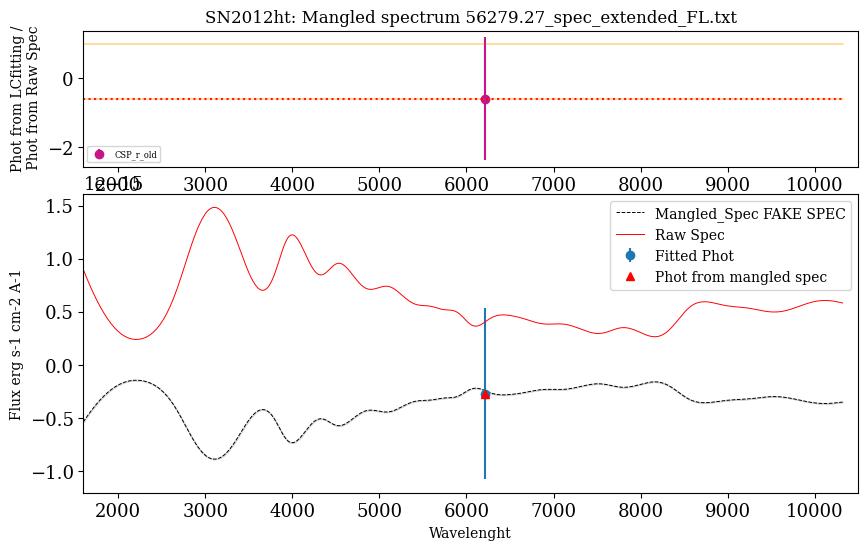 SN2012ht: Mangled spectrum 56279.27_spec_extended_FL.txt
Phot from LCfitting /
Phot from Raw Spec
0
−2
CSP_r_old
2000 3000 4000 5000 6000 7000 8000 9000 10000
1e−15
Flux erg s-1 cm-2 A-1
1.5
1.0
0.5
0.0
−0.5
−1.0
Mangled_Spec FAKE SPEC
Raw Spec
Fitted Phot
Phot from mangled spec
2000 3000 4000 5000 6000 7000 8000 9000 10000
Wavelenght